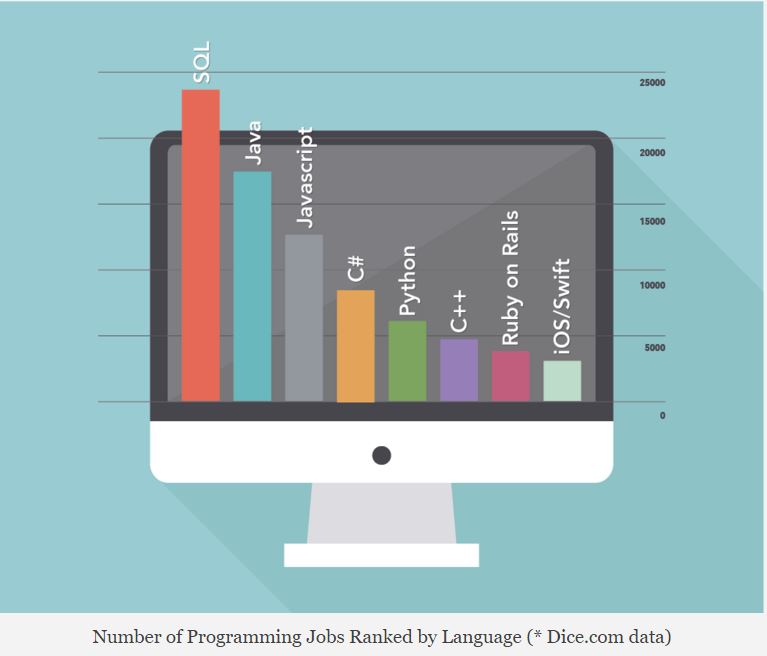 SQL
Java
Javascript
C#
Python
C++
Ruby on Rails
iOS/Swift
25000
20000
15000
10000
5000
0
Number of Programming Jobs Ranked by Language (* Dice.com data)